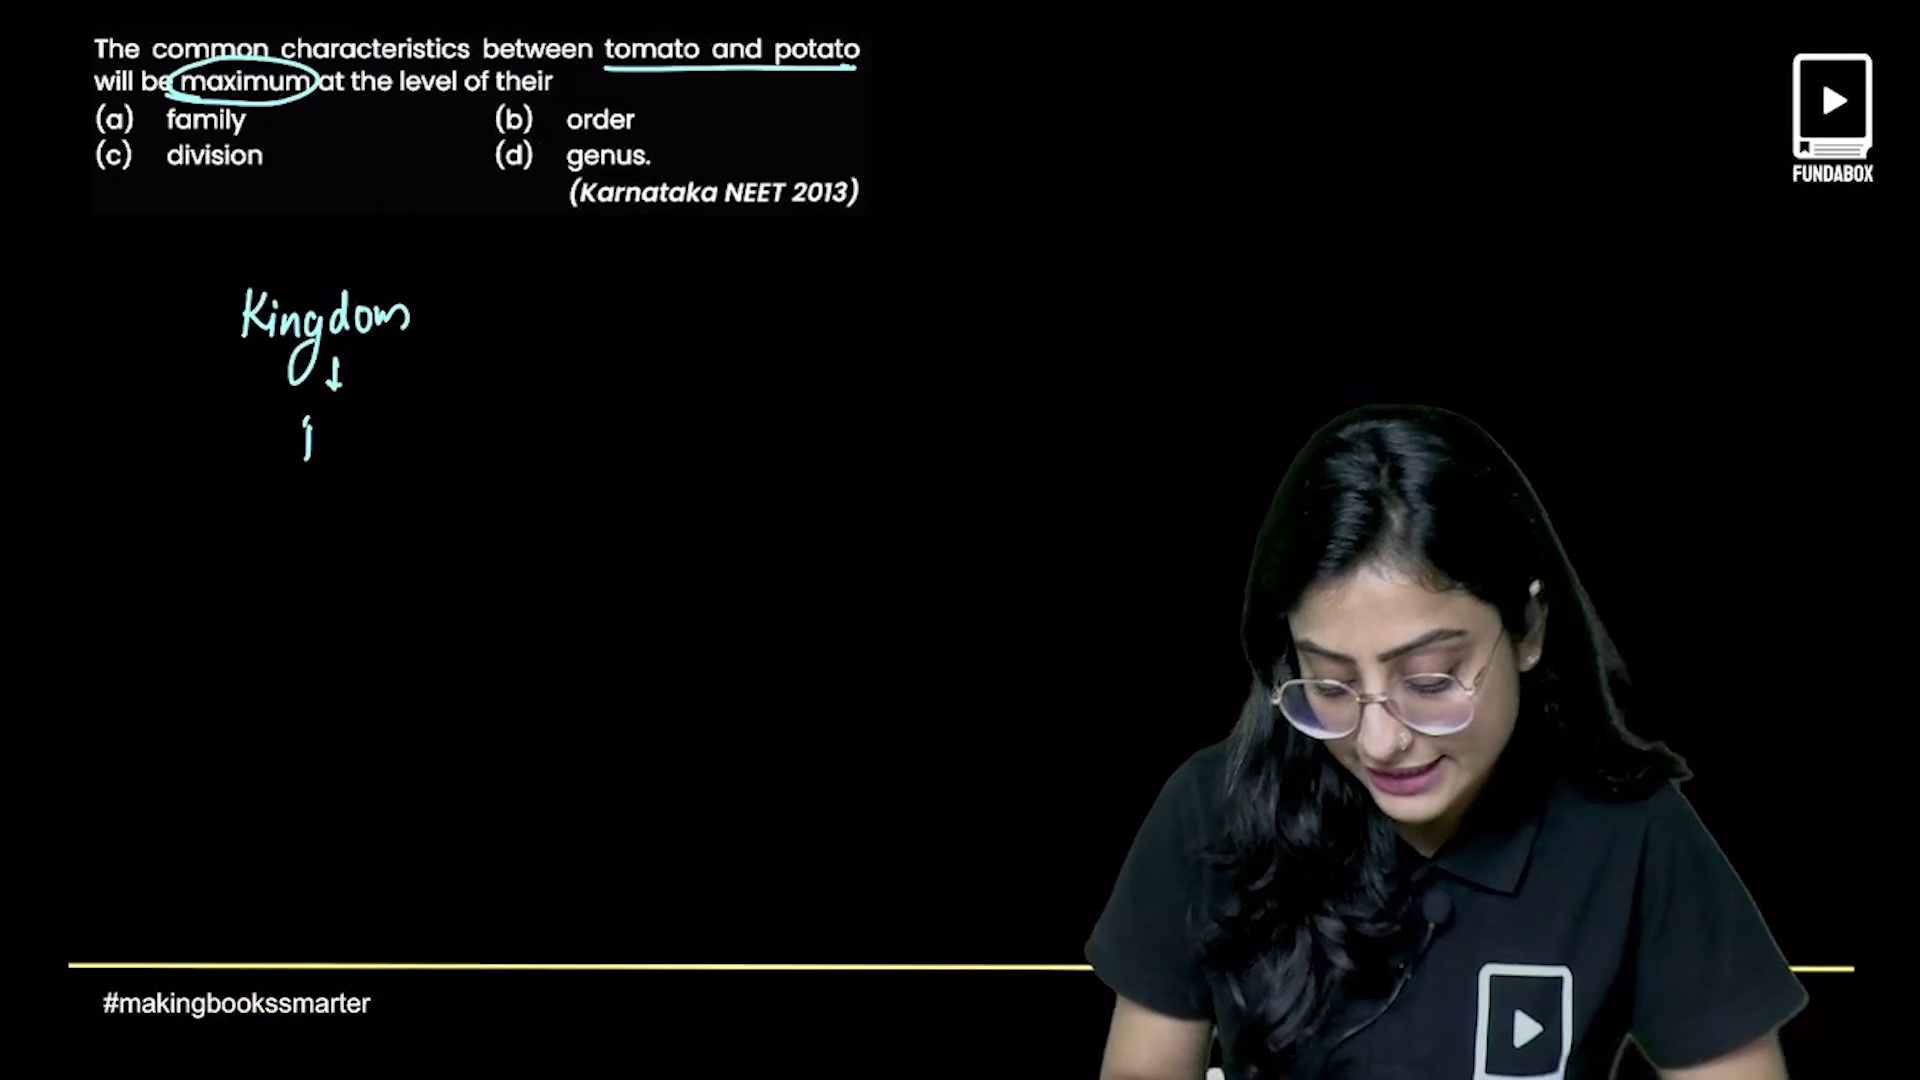 The common characteristics between tomato and potato
will be maximum at the level of their
(a) family (b) order
(c) division (d) genus.
(Karnataka NEET 2013)
FUNDABOX
Kingdom
#makingbookssmarter